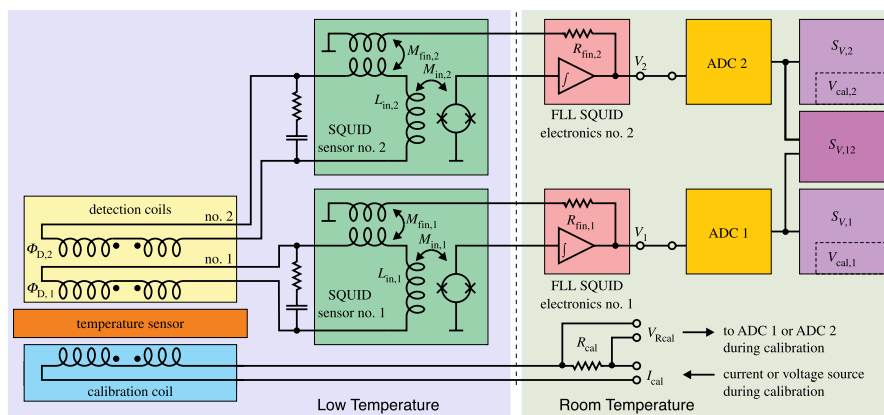 M_fin,2
M_in,2
L_in,2
SQUID
sensor no. 2
R_fin,2
∫
FLL SQUID
electronics no. 2
V_2
ADC 2
S_V,2
V_cal,2
S_V,12
detection coils
no. 2
Φ_D,2
no. 1
Φ_D,1
M_fin,1
M_in,1
L_in,1
SQUID
sensor no. 1
R_fin,1
∫
FLL SQUID
electronics no. 1
V_1
ADC 1
S_V,1
V_cal,1
temperature sensor
calibration coil
R_cal
V_Rcal
to ADC 1 or ADC 2
during calibration
I_cal
current or voltage source
during calibration
Low Temperature
Room Temperature